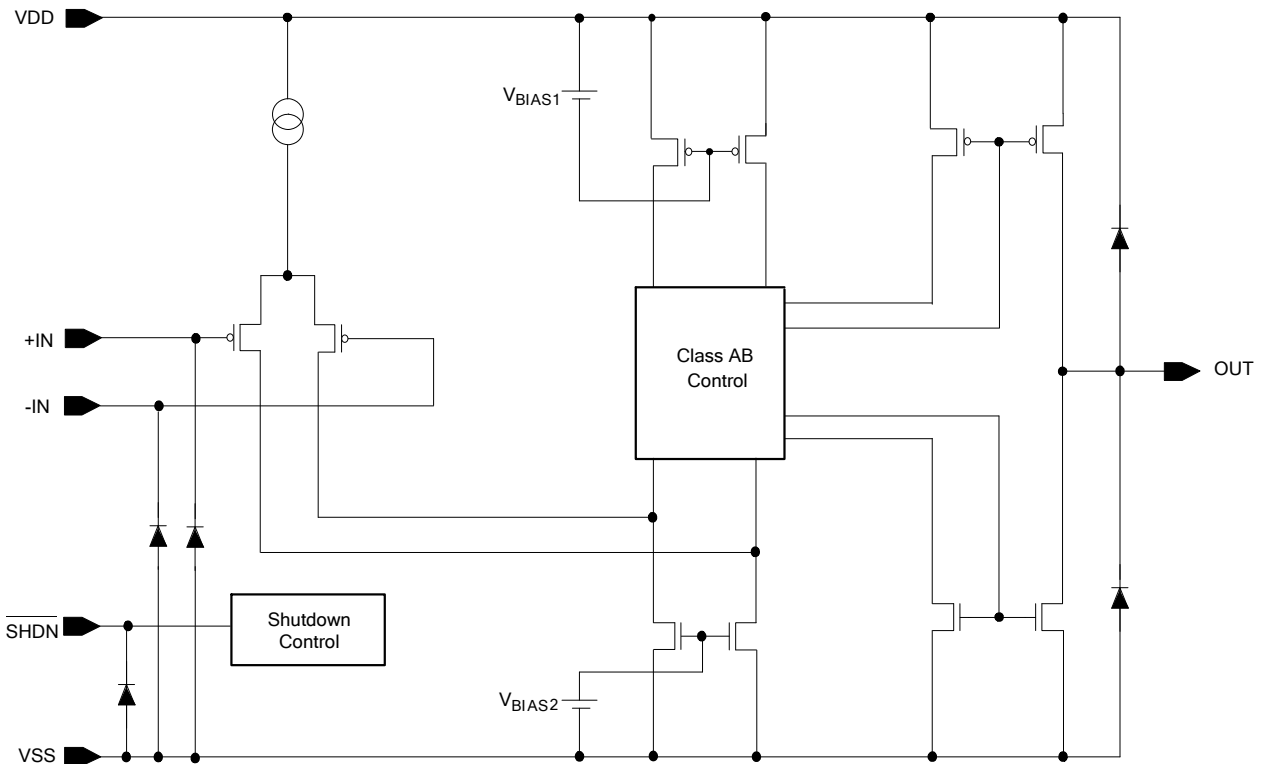 VDD
VBIAS1
+IN
-IN
Class AB
Control
OUT
SHDN
Shutdown
Control
VBIAS2
VSS